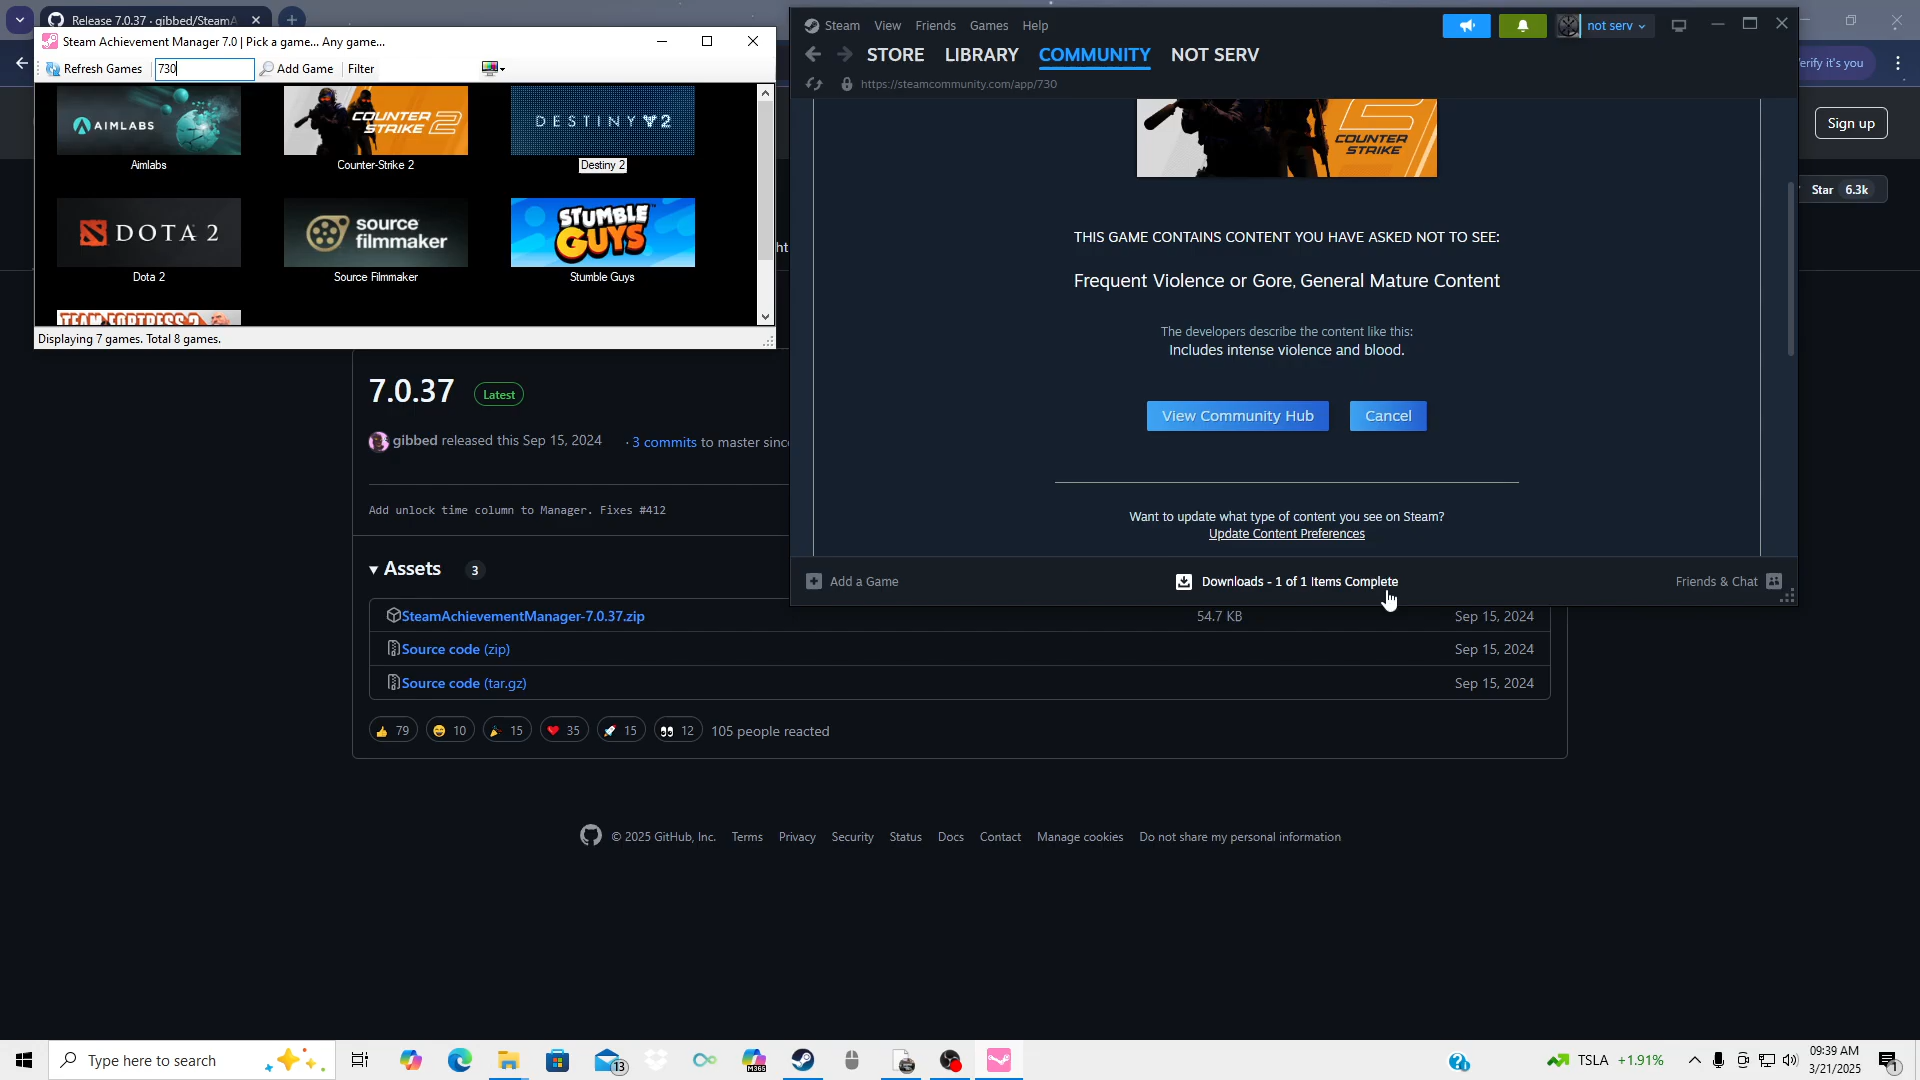 Release 7.0.37 · gibbed/SteamA
Steam Achievement Manager 7.0 | Pick a game... Any game...
Refresh Games
730
Add Game
Filter
AIMLABS
Aimlabs
COUNTER STRIKE 2
Counter-Strike 2
DESTINY 2
Destiny 2
DOTA 2
Dota 2
source
filmmaker
Source Filmmaker
STUMBLE
GUYS
Stumble Guys
TEAM FORTRESS 2
Displaying 7 games. Total 8 games.
Steam View Friends Games Help
not serv
STORE LIBRARY COMMUNITY NOT SERV
https://steamcommunity.com/app/730
COUNTER
STRIKE
THIS GAME CONTAINS CONTENT YOU HAVE ASKED NOT TO SEE:
Frequent Violence or Gore, General Mature Content
The developers describe the content like this:
Includes intense violence and blood.
View Community Hub
Cancel
Want to update what type of content you see on Steam?
Update Content Preferences
Add a Game
Downloads - 1 of 1 Items Complete
Friends & Chat
erify it's you
Sign up
Star 6.3k
ht
7.0.37 Latest
gibbed released this Sep 15, 2024 · 3 commits to master sinc
Add unlock time column to Manager. Fixes #412
Assets 3
SteamAchievementManager-7.0.37.zip 54.7 KB Sep 15, 2024
Source code (zip) Sep 15, 2024
Source code (tar.gz) Sep 15, 2024
79 10 15 35 15 12 105 people reacted
© 2025 GitHub, Inc. Terms Privacy Security Status Docs Contact Manage cookies Do not share my personal information
Type here to search
13
M365
TSLA +1.91%
09:39 AM
3/21/2025
1